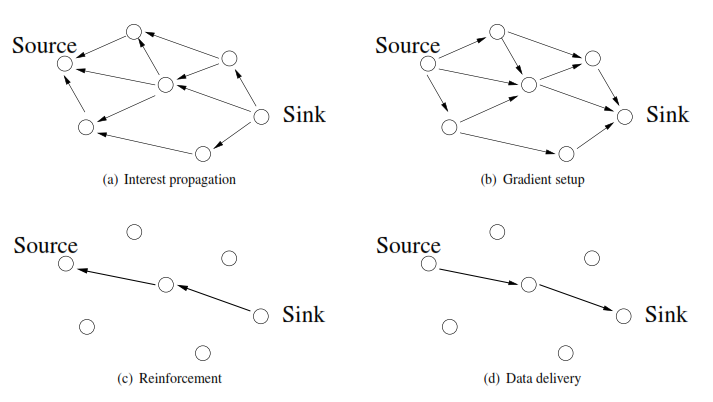 Source
Sink
(a) Interest propagation
Source
Sink
(b) Gradient setup
Source
Sink
(c) Reinforcement
Source
Sink
(d) Data delivery